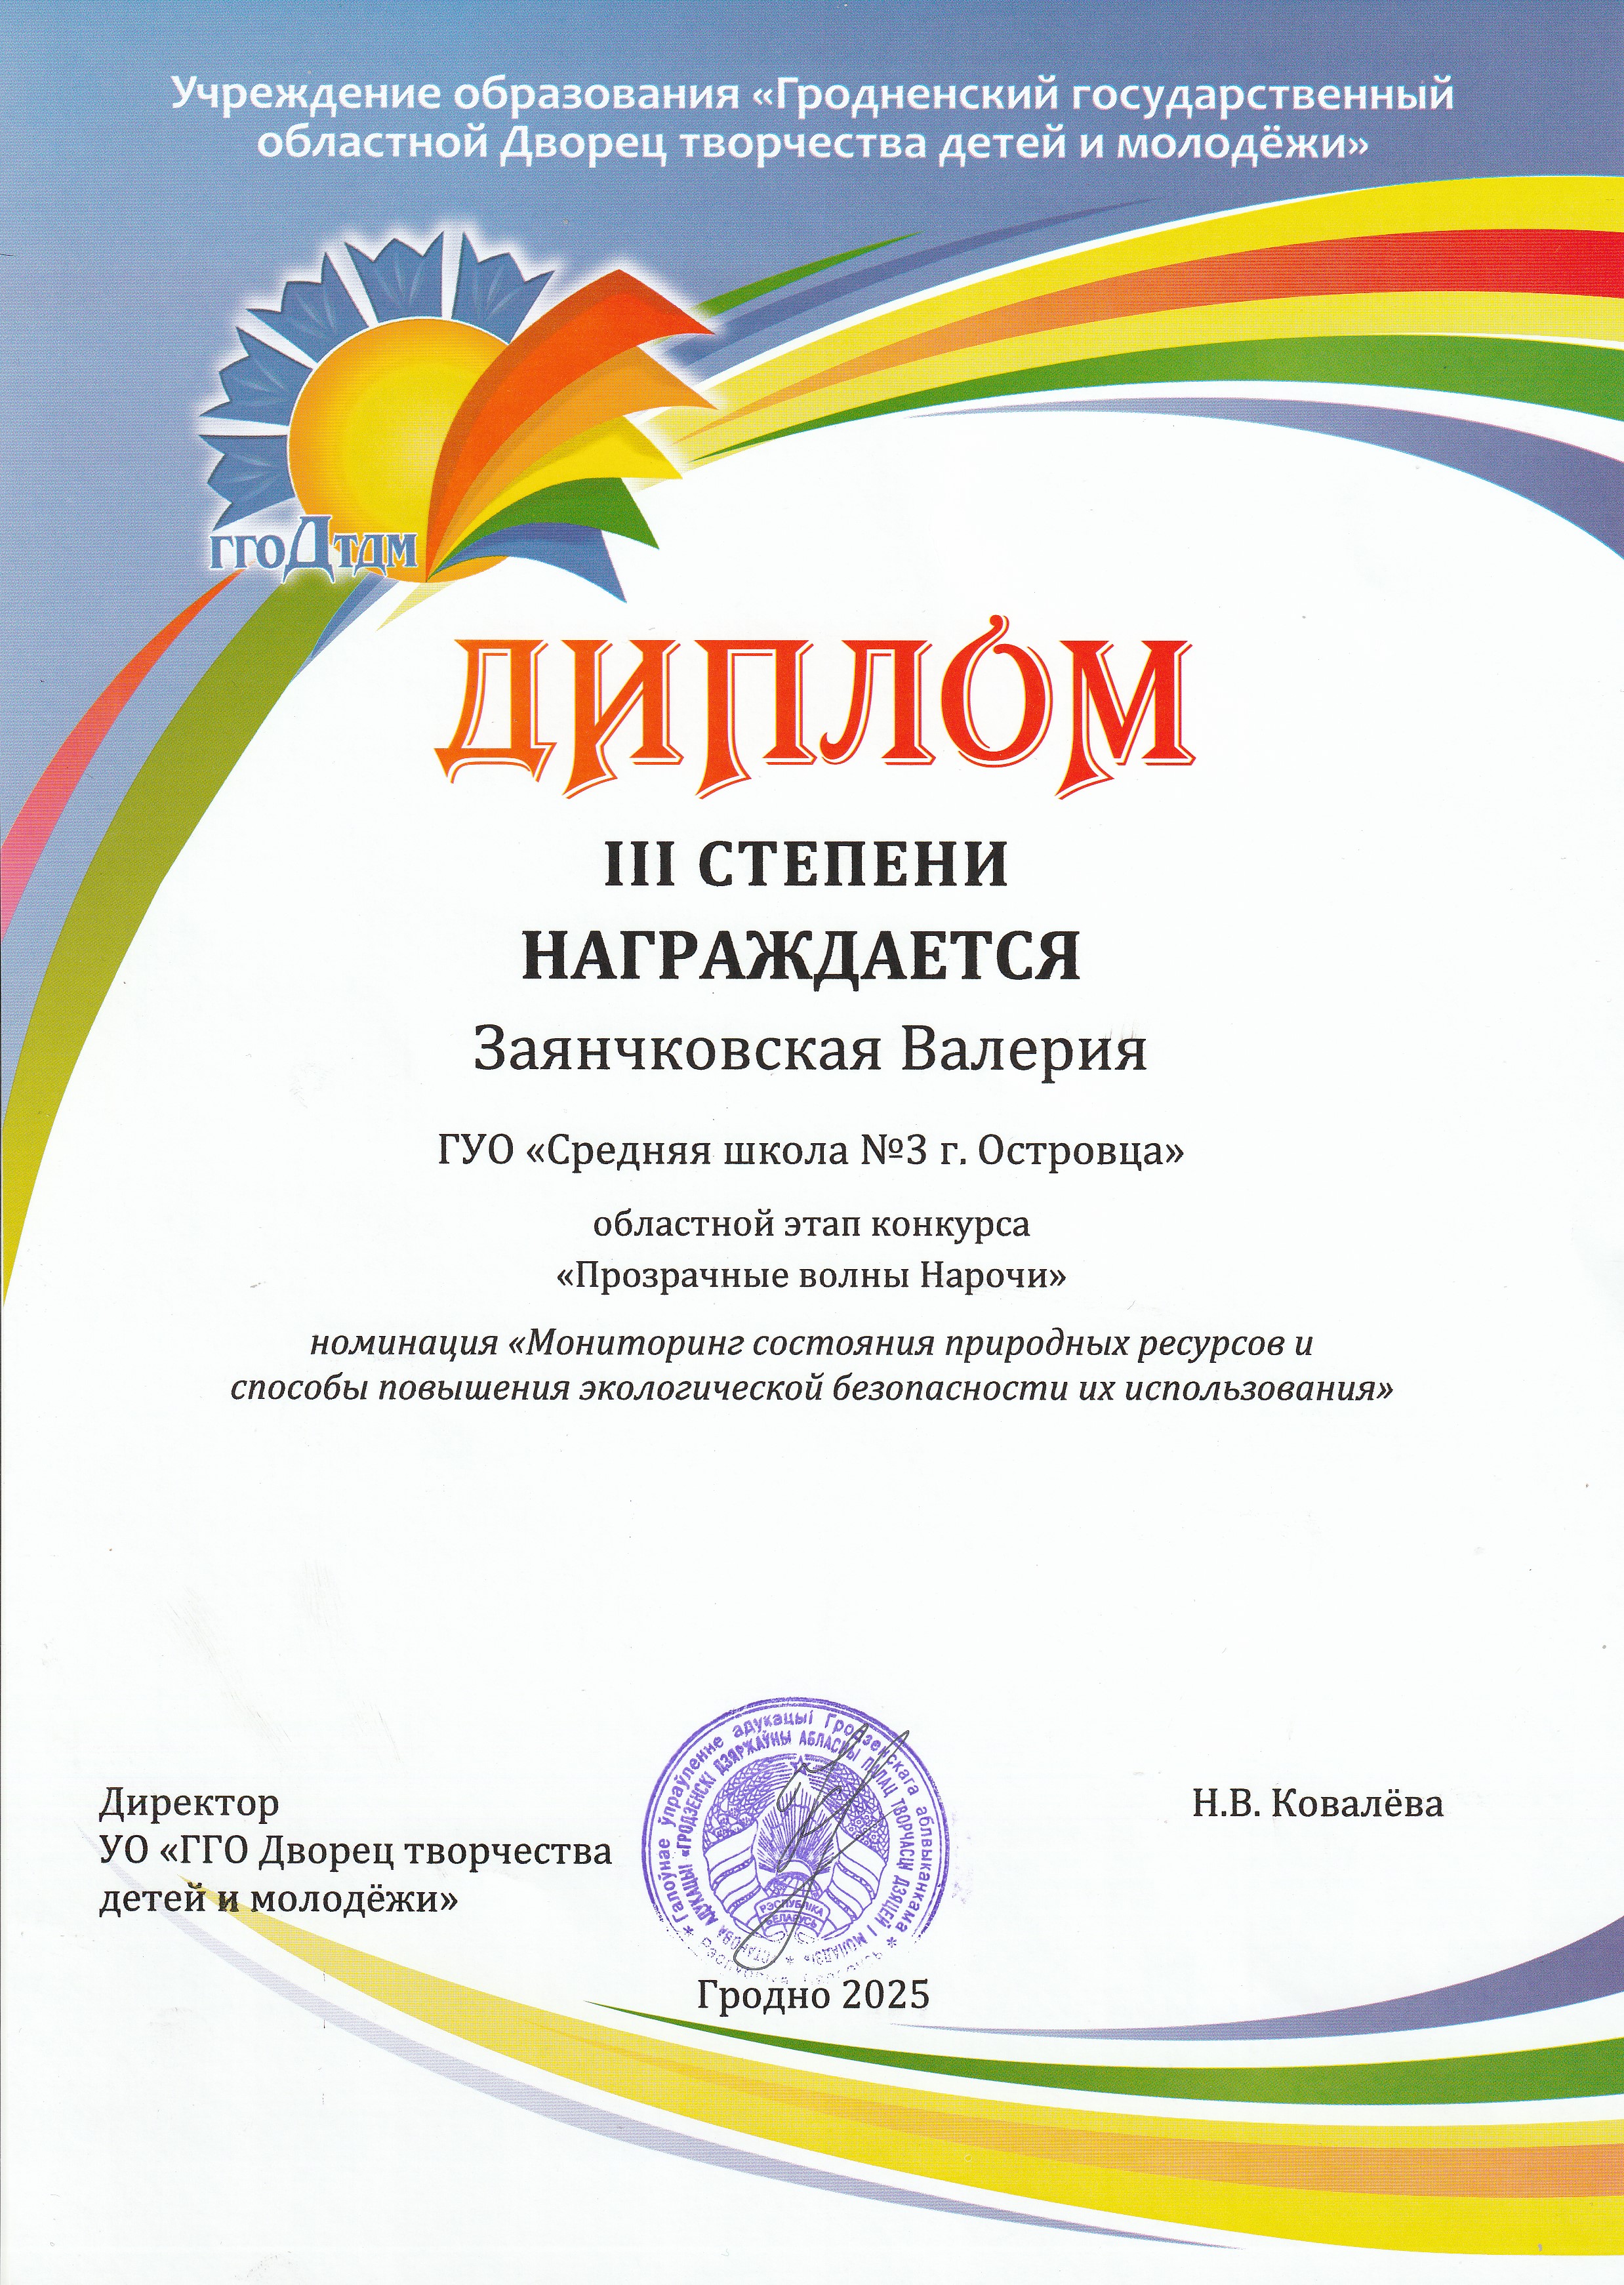 Учреждение образования «Гродненский государственный
областной Дворец творчества детей и молодёжи»
ГГОДТДМ
ДИПЛОМ
III СТЕПЕНИ
НАГРАЖДАЕТСЯ
Заянчковская Валерия
ГУО «Средняя школа №3 г. Островца»
областной этап конкурса
«Прозрачные волны Нарочи»
номинация «Мониторинг состояния природных ресурсов и
способы повышения экологической безопасности их использования»
Директор
УО «ГГО Дворец творчества
детей и молодёжи»
Галоўнае ўпраўленне адукацыі Гродзенскага аблвыканкама
АДУКАЦЫІ «ГРОДЗЕНСКІ ДЗЯРЖАЎНЫ АБЛАСНЫ ПАЛАЦ ТВОРЧАСЦІ ДЗЯЦЕЙ І МОЛАДЗІ»
РЭСПУБЛІКА
БЕЛАРУСЬ
Н.В. Ковалёва
Гродно 2025